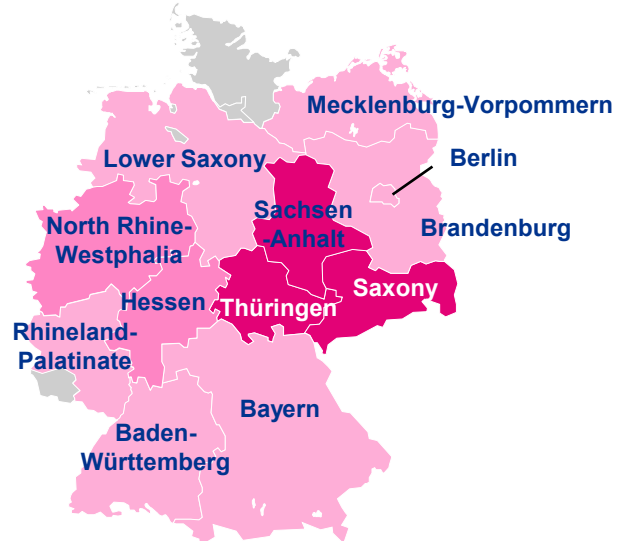 Mecklenburg-Vorpommern
Lower Saxony
Berlin
Sachsen
-Anhalt
North Rhine-
Westphalia
Brandenburg
Hessen
Thüringen
Saxony
Rhineland-
Palatinate
Bayern
Baden-
Württemberg